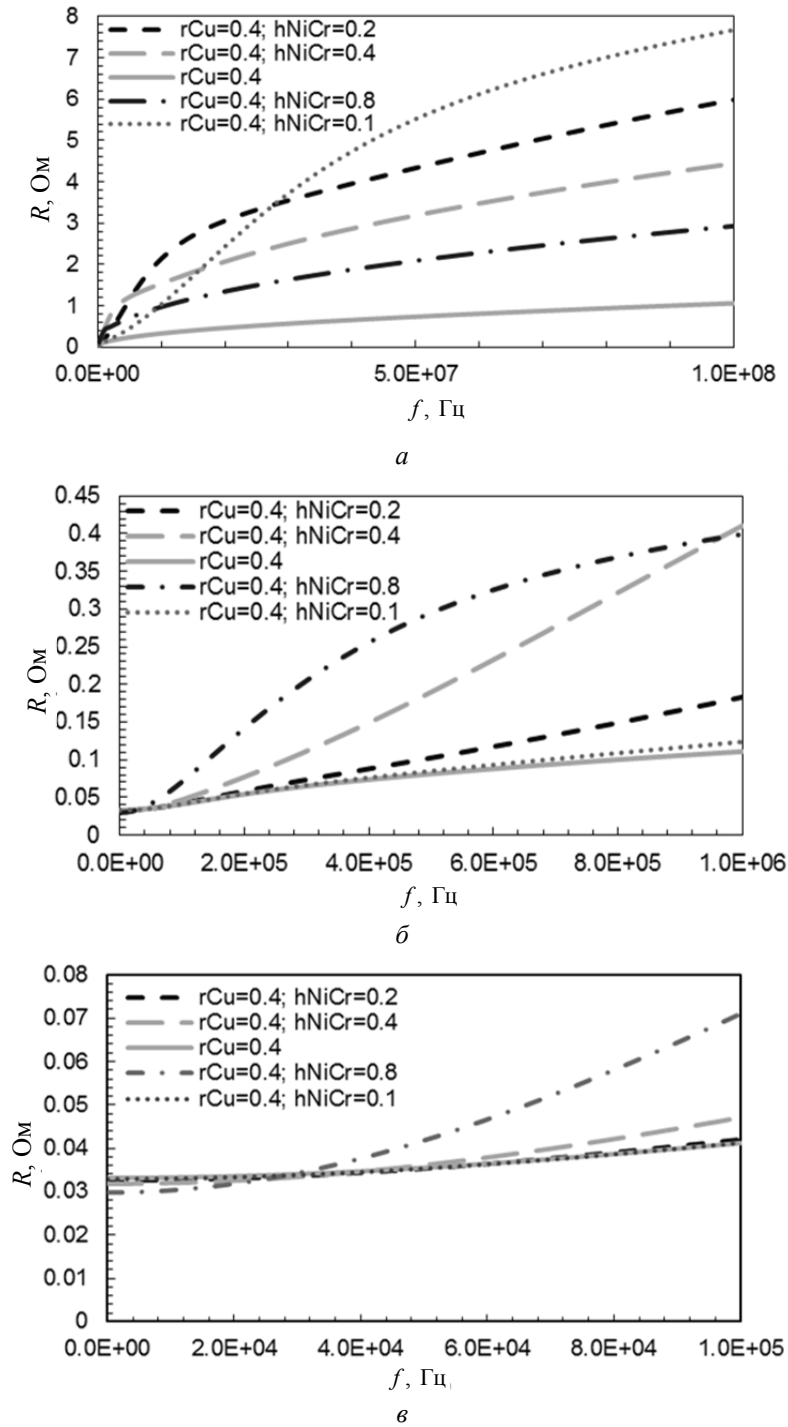 8
7
6
5
4
3
2
1
0
R, Ом
rCu=0.4; hNiCr=0.2
rCu=0.4; hNiCr=0.4
rCu=0.4
rCu=0.4; hNiCr=0.8
rCu=0.4; hNiCr=0.1
0.0E+00 5.0E+07 1.0E+08
f, Гц
а
0.45
0.4
0.35
0.3
0.25
0.2
0.15
0.1
0.05
0
R, Ом
rCu=0.4; hNiCr=0.2
rCu=0.4; hNiCr=0.4
rCu=0.4
rCu=0.4; hNiCr=0.8
rCu=0.4; hNiCr=0.1
0.0E+00 2.0E+05 4.0E+05 6.0E+05 8.0E+05 1.0E+06
f, Гц
б
0.08
0.07
0.06
0.05
0.04
0.03
0.02
0.01
0
R, Ом
rCu=0.4; hNiCr=0.2
rCu=0.4; hNiCr=0.4
rCu=0.4
rCu=0.4; hNiCr=0.8
rCu=0.4; hNiCr=0.1
0.0E+00 2.0E+04 4.0E+04 6.0E+04 8.0E+04 1.0E+05
f, Гц
в